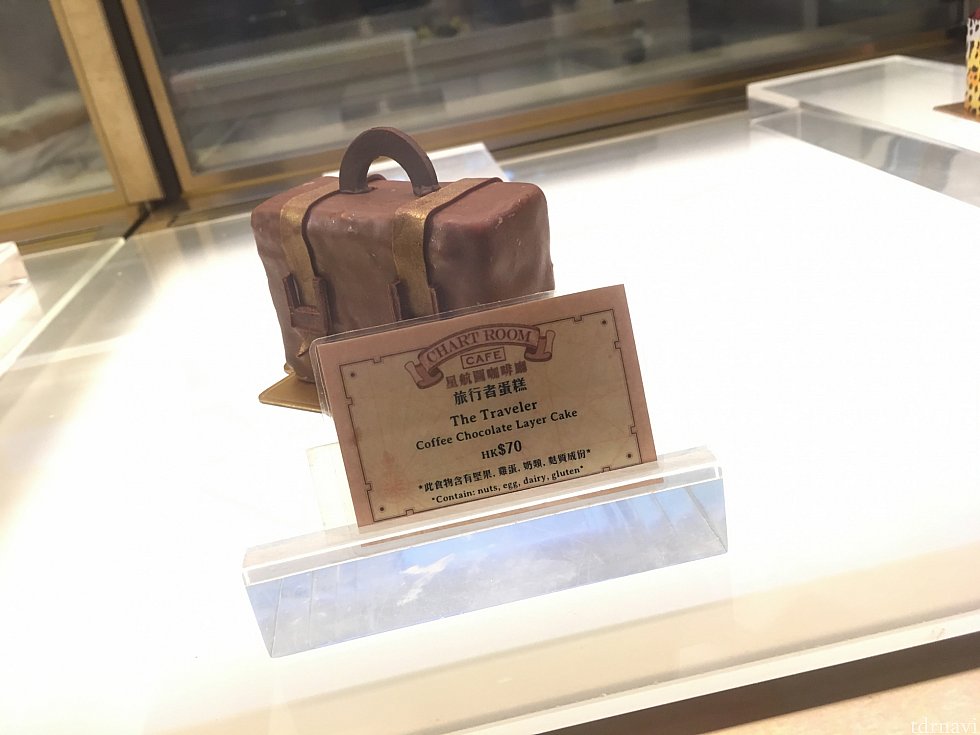 CHART ROOM
CAFE
星航圖咖啡廳
旅行者蛋糕
The Traveler
Coffee Chocolate Layer Cake
HK$70
*此食物含有堅果, 雞蛋, 奶類, 麩質成份*
*Contain: nuts, egg, dairy, gluten*
tdrnavi